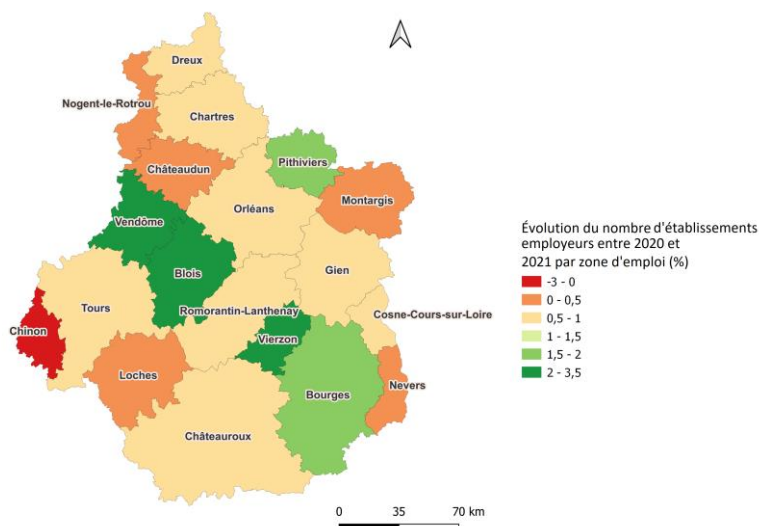 Dreux
Nogent-le-Rotrou
Chartres
Châteaudun
Pithiviers
Montargis
Orléans
Vendôme
Blois
Gien
Tours
Romorantin-Lanthenay
Cosne-Cours-sur-Loire
Chinon
Vierzon
Loches
Bourges
Nevers
Châteauroux
Évolution du nombre d'établissements
employeurs entre 2020 et
2021 par zone d'emploi (%)
-3 - 0
0 - 0,5
0,5 - 1
1 - 1,5
1,5 - 2
2 - 3,5
0 35 70 km